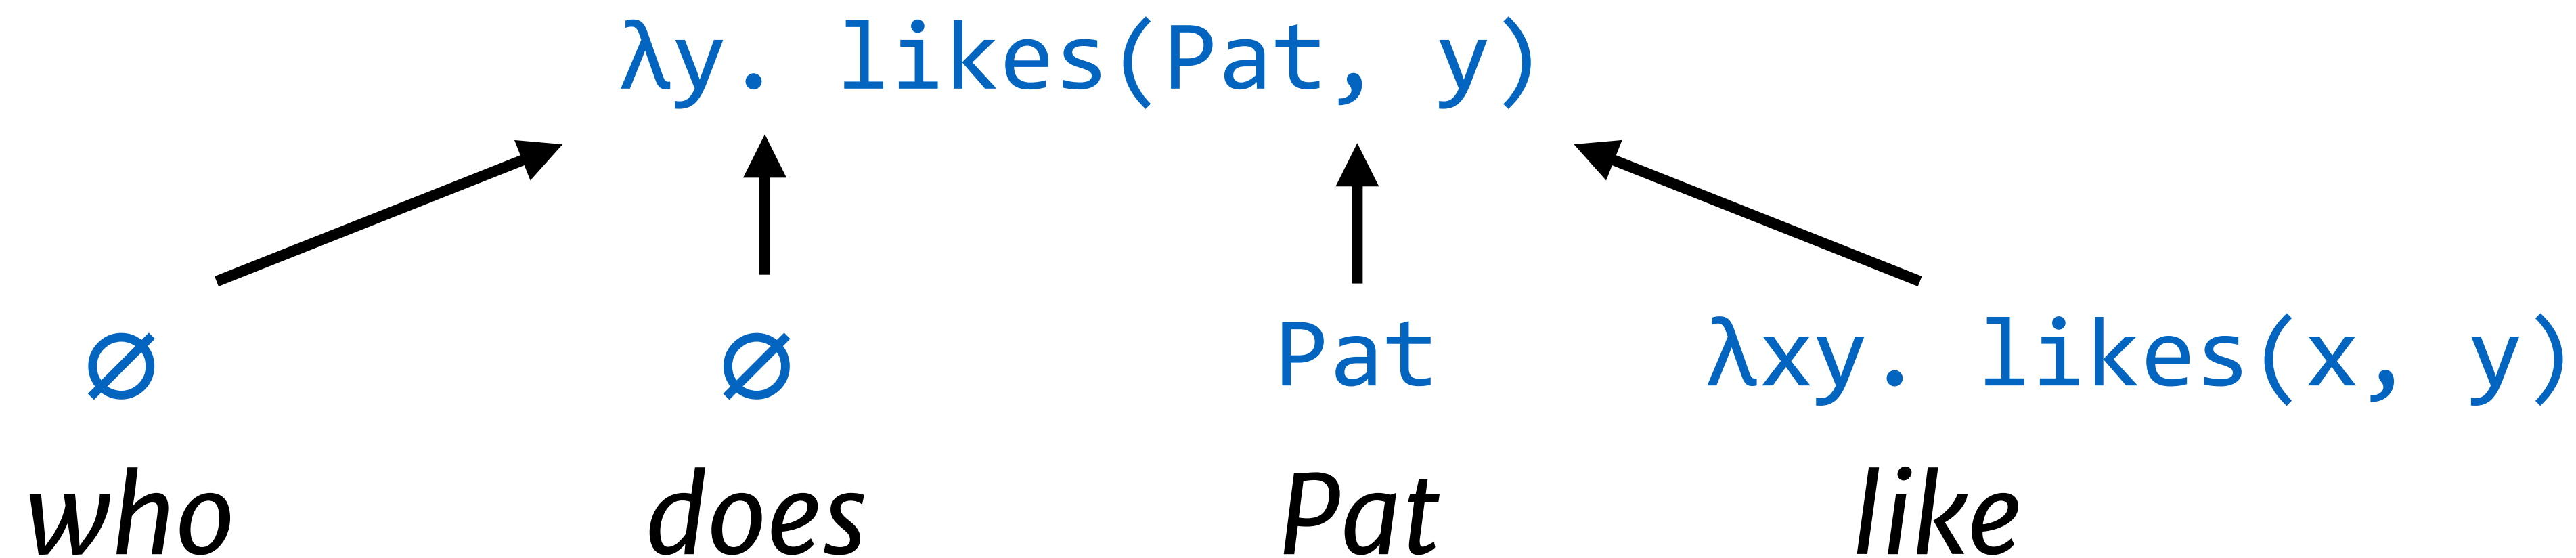 λy. likes(Pat, y)
∅ ∅ Pat λxy. likes(x, y)
who does Pat like